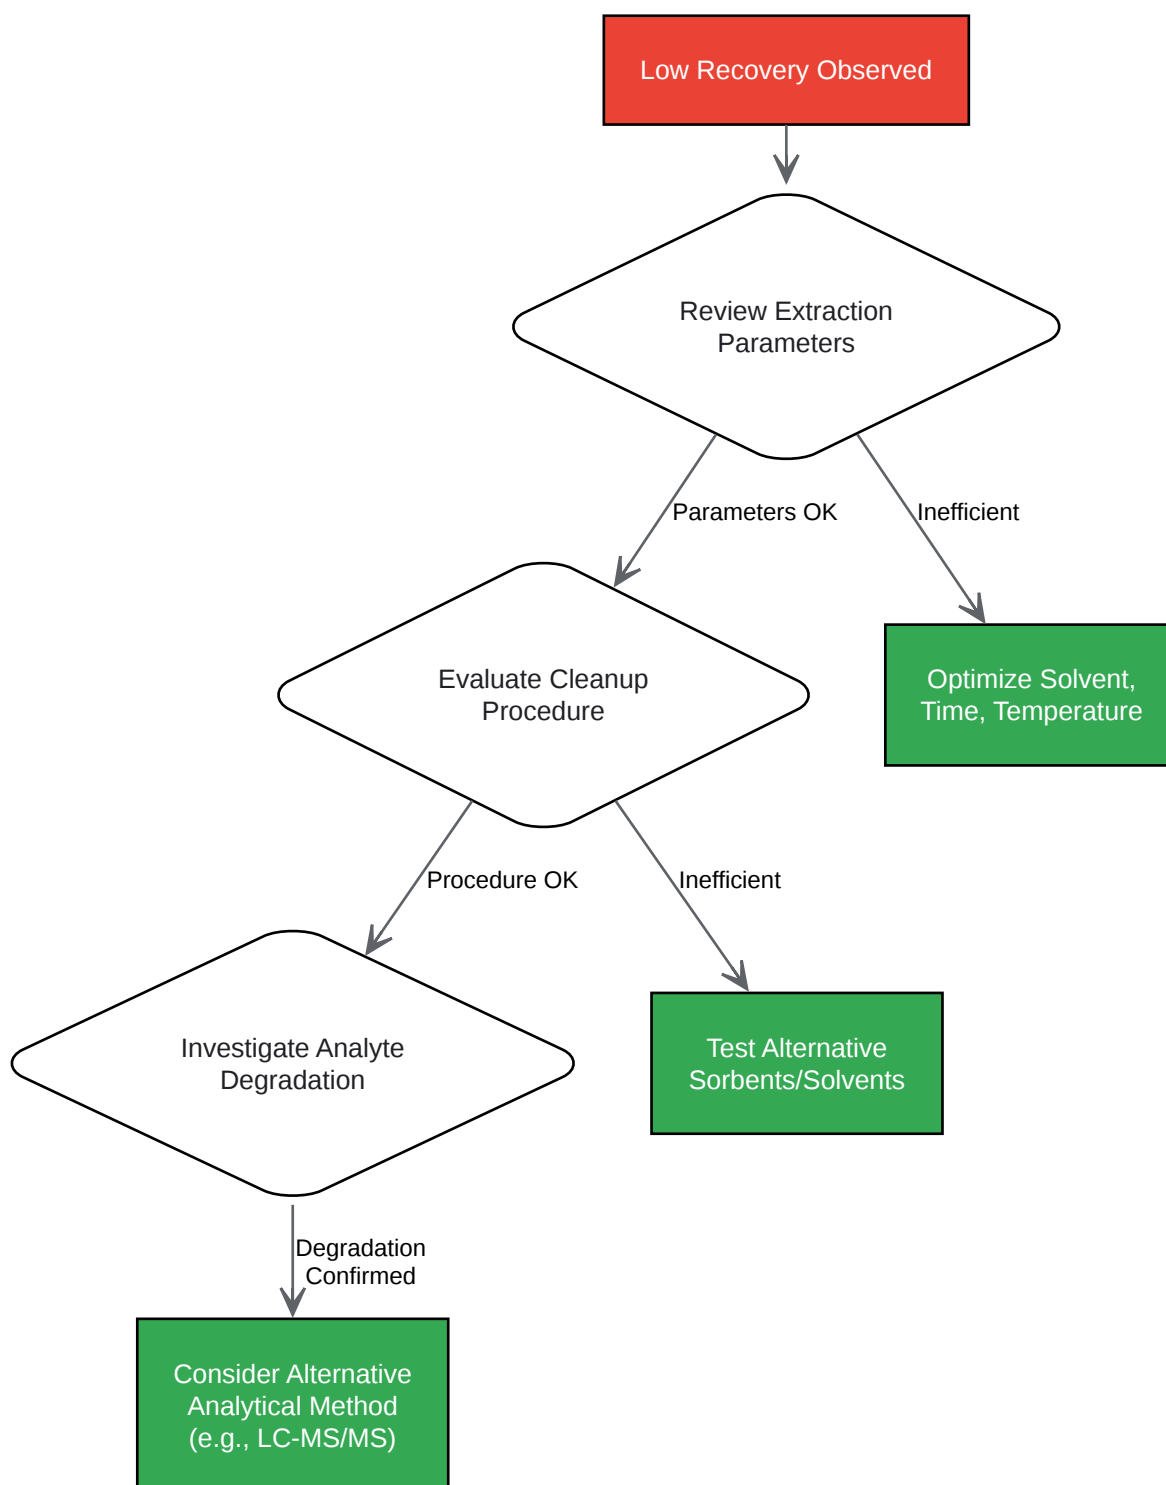 Low Recovery Observed
Review Extraction
Parameters
Parameters OK
Inefficient
Optimize Solvent,
Time, Temperature
Evaluate Cleanup
Procedure
Procedure OK
Inefficient
Test Alternative
Sorbents/Solvents
Investigate Analyte
Degradation
Degradation
Confirmed
Consider Alternative
Analytical Method
(e.g., LC-MS/MS)